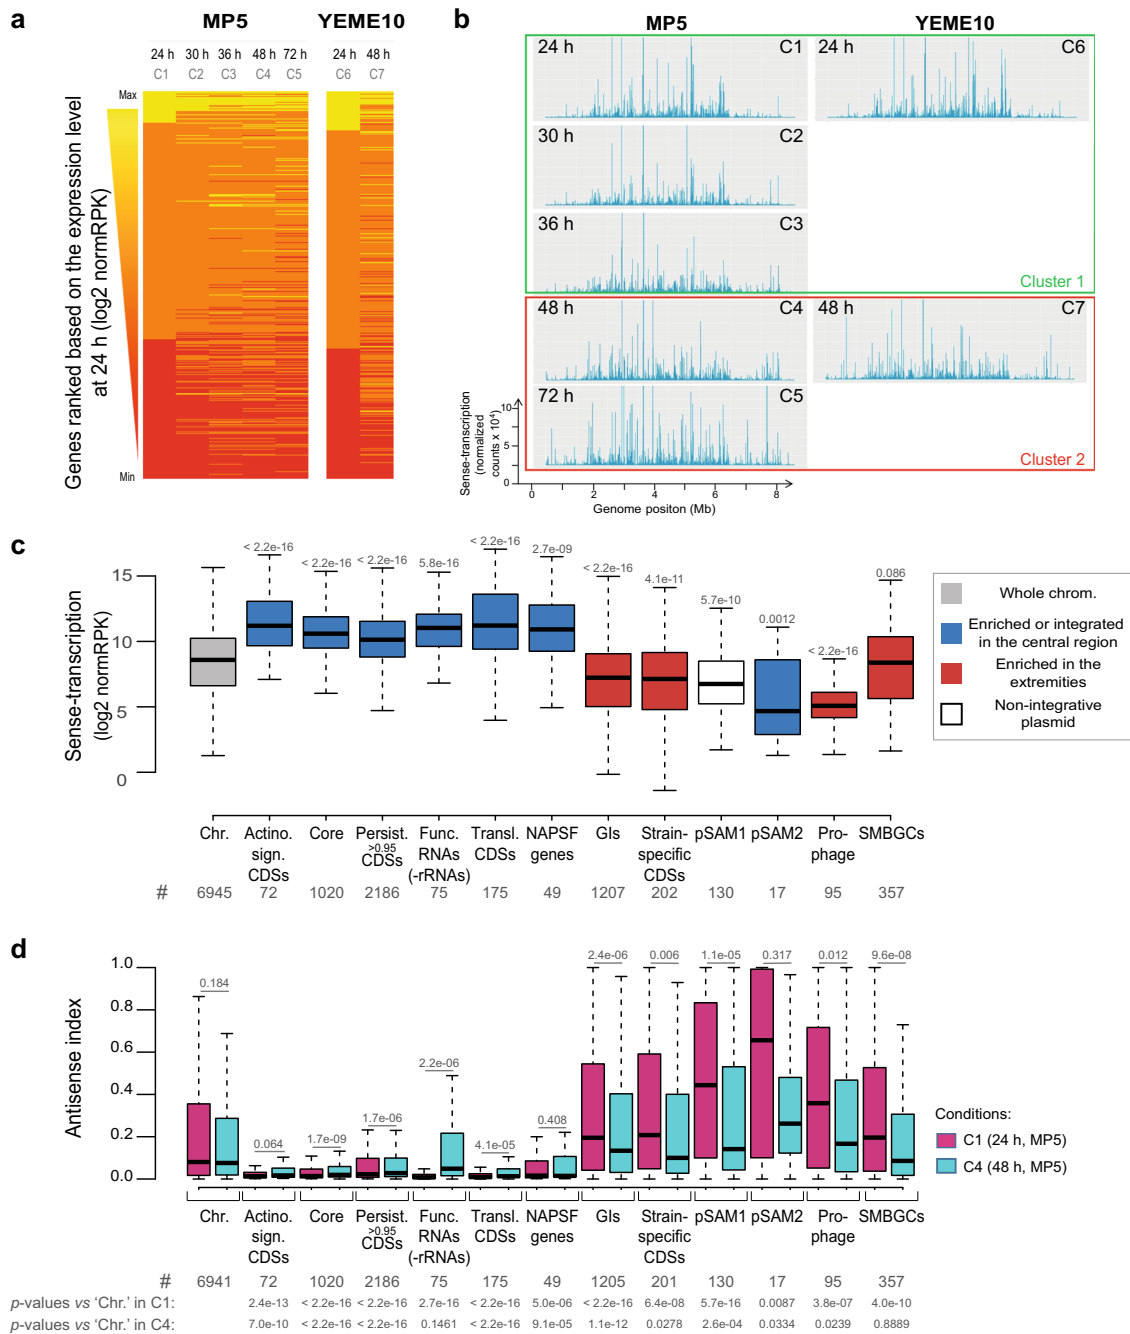 a
MP5 YEME10
24 h 30 h 36 h 48 h 72 h 24 h 48 h
C1 C2 C3 C4 C5 C6 C7
Max
Min
Genes ranked based on the expression level
at 24 h (log2 normRPK)
b
MP5 YEME10
24 h C1 24 h C6
30 h C2
36 h C3
Cluster 1
48 h C4 48 h C7
72 h C5
Cluster 2
Sense-transcription
(normalized
counts x 10⁴)
10
5
0
0 2 4 6 8
Genome positon (Mb)
c
Sense-transcription
(log2 normRPK)
15
10
5
0
< 2.2e-16 < 2.2e-16 < 2.2e-16 5.8e-16 < 2.2e-16 2.7e-09 < 2.2e-16 4.1e-11 5.7e-10 0.0012 < 2.2e-16 0.086
Whole chrom.
Enriched or integrated
in the central region
Enriched in the
extremities
Non-integrative
plasmid
Chr. Actino. Core Persist. Func. Transl. NAPSF GIs Strain- pSAM1 pSAM2 Pro- SMBGCs
sign. >0.95 RNAs CDSs genes specific phage
CDSs CDSs (-rRNAs) CDSs
# 6945 72 1020 2186 75 175 49 1207 202 130 17 95 357
d
Antisense index
1.0
0.8
0.6
0.4
0.2
0.0
0.184 0.064 1.7e-09 1.7e-06 2.2e-06 4.1e-05 0.408 2.4e-06 0.006 1.1e-05 0.317 0.012 9.6e-08
Conditions:
C1 (24 h, MP5)
C4 (48 h, MP5)
Chr. Actino. Core Persist. Func. Transl. NAPSF GIs Strain- pSAM1 pSAM2 Pro- SMBGCs
sign. >0.95 RNAs CDSs genes specific phage
CDSs CDSs (-rRNAs) CDSs
# 6941 72 1020 2186 75 175 49 1205 201 130 17 95 357
p-values vs ‘Chr.’ in C1: 2.4e-13 < 2.2e-16 < 2.2e-16 2.7e-16 < 2.2e-16 5.0e-06 < 2.2e-16 6.4e-08 5.7e-16 0.0087 3.8e-07 4.0e-10
p-values vs ‘Chr.’ in C4: 7.0e-10 < 2.2e-16 < 2.2e-16 0.1461 < 2.2e-16 9.1e-05 1.1e-12 0.0278 2.6e-04 0.0334 0.0239 0.8889